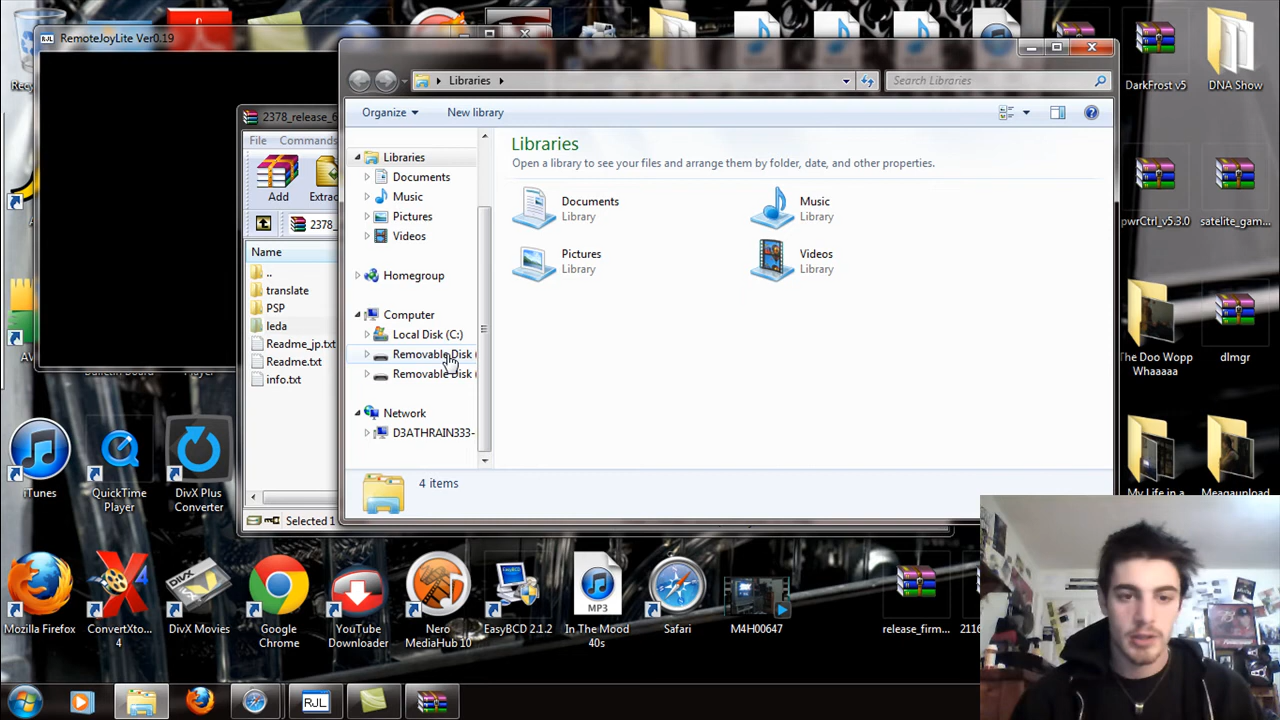 RJL RemoteJoyLite Ver0.19
Libraries
Search Libraries
Organize
New library
Libraries
Documents
Music
Pictures
Videos
Homegroup
Computer
Local Disk (C:)
Removable Disk (
Removable Disk (
Network
D3ATHRAIN333-
Libraries
Open a library to see your files and arrange them by folder, date, and other properties.
Documents
Library
Music
Library
Pictures
Library
Videos
Library
4 items
2378_release_6
File Commands
Add Extrac
2378_
Name
..
translate
PSP
leda
Readme_jp.txt
Readme.txt
info.txt
Selected 1
DarkFrost v5
DNA Show
pwrCtrl_v5.3.0
satelite_gam...
The Doo Wopp
Whaaaaa
dlmgr
My Life in a
Megaupload
iTunes
QuickTime
Player
DivX Plus
Converter
Mozilla Firefox
ConvertXto...
4
DivX Movies
Google
Chrome
YouTube
Downloader
Nero
MediaHub 10
EasyBCD 2.1.2
MP3
In The Mood
40s
Safari
M4H00647
release_firm...
2116
RJL